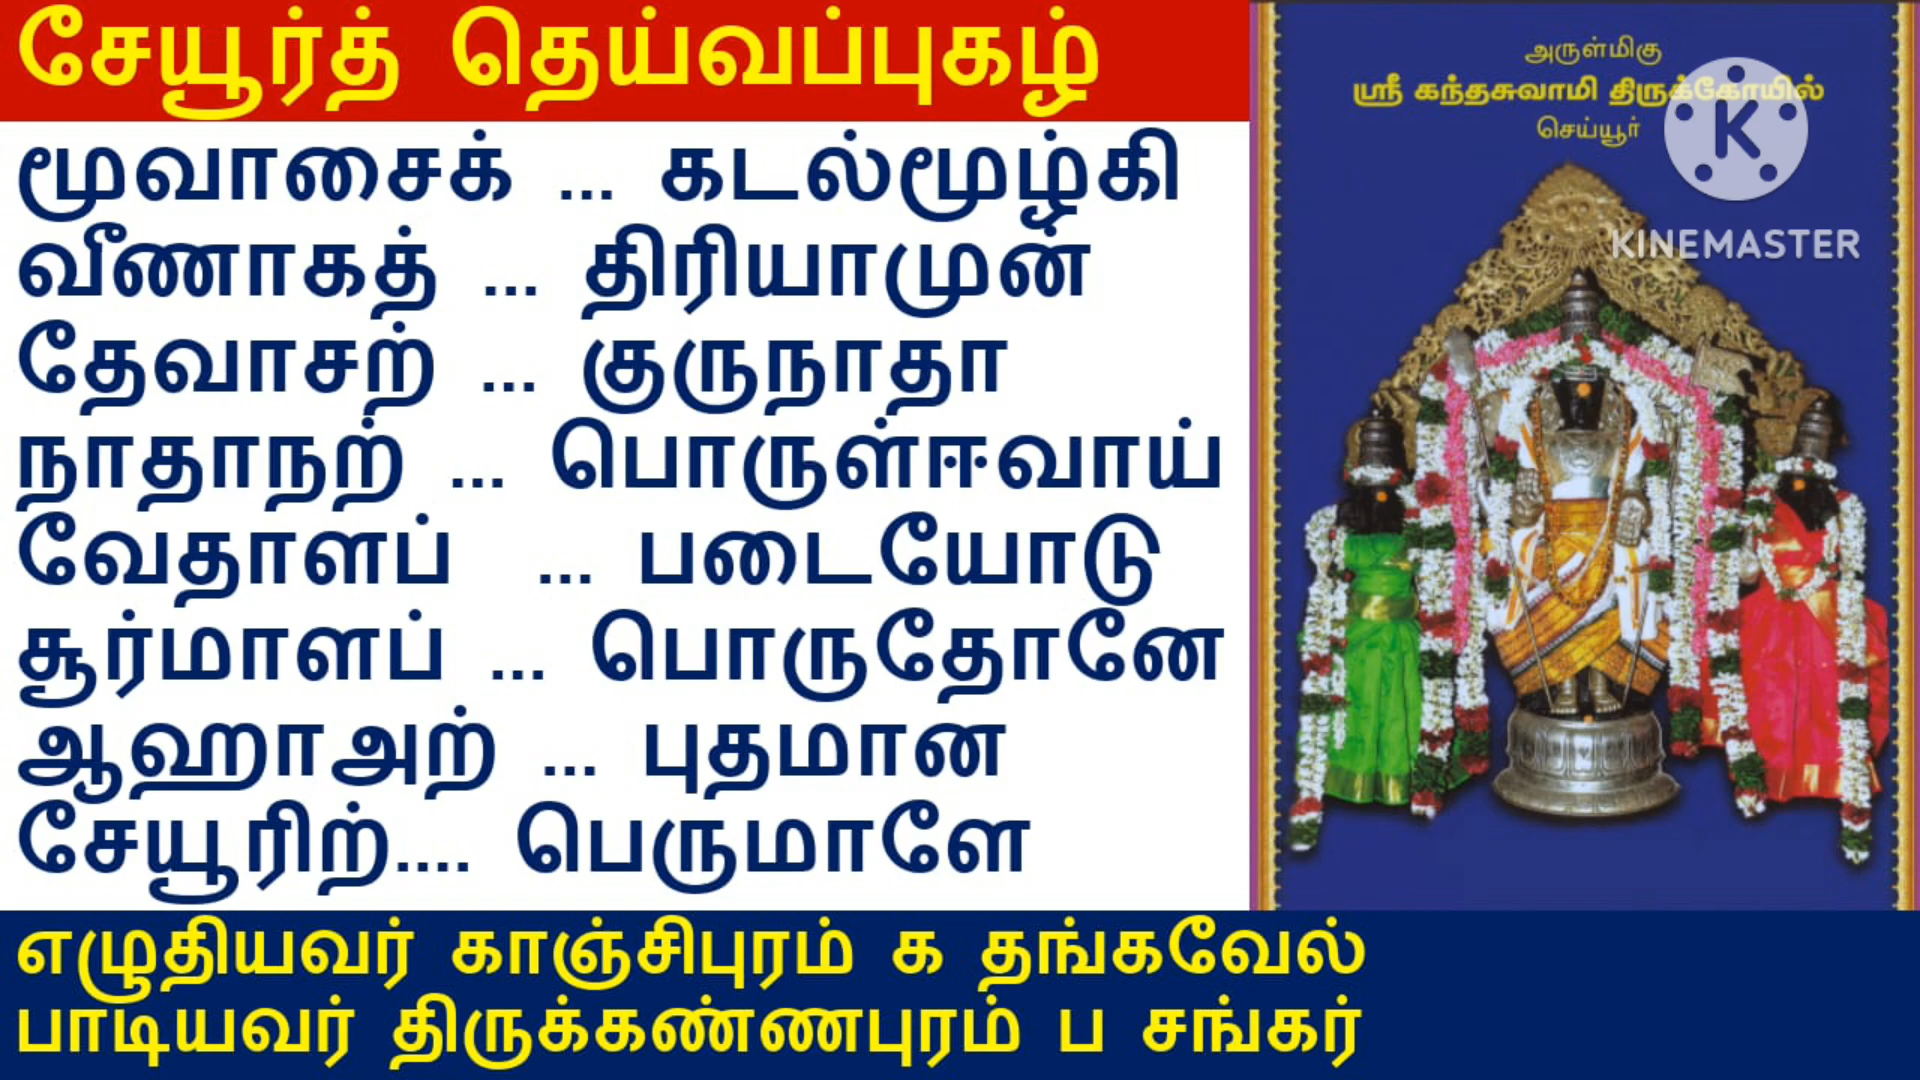 சேயூர்த் தெய்வப்புகழ்
மூவாசைக் ... கடல்மூழ்கி
வீணாகத் ... திரியாமுன்
தேவாசற் ... குருநாதா
நாதாநற் ... பொருள்ஈவாய்
வேதாளப் ... படையோடு
சூர்மாளப் ... பொருதோனே
ஆஹாஅற் ... புதமான
சேயூரிற்.... பெருமாளே
எழுதியவர் காஞ்சிபுரம் க தங்கவேல்
பாடியவர் திருக்கண்ணபுரம் ப சங்கர்
அருள்மிகு
ஸ்ரீ கந்தசுவாமி திருக்கோயில்
செய்யூர்
K
KINEMASTER